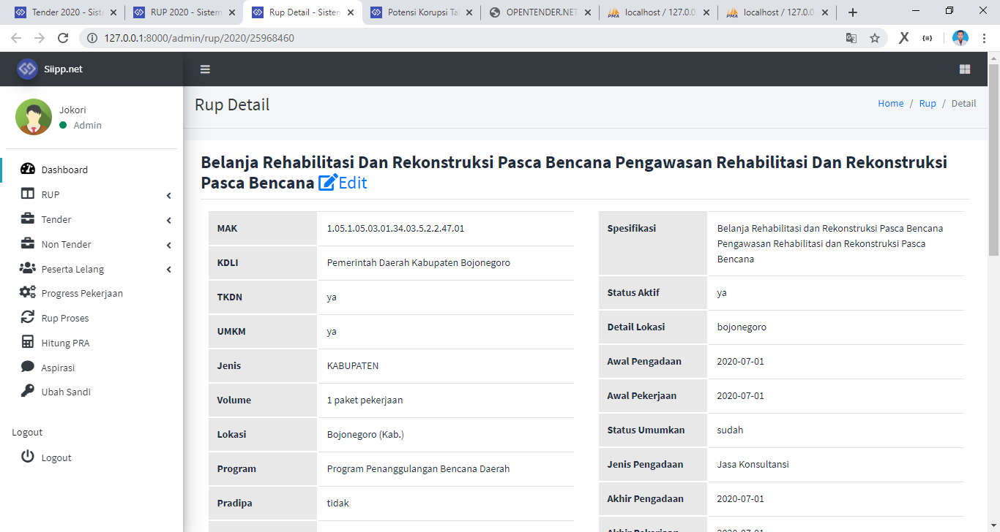 Tender 2020 - Sist
RUP 2020 - Sistem
Rup Detail - Sistem
Potensi Korupsi Ta
OPENTENDER.NET
localhost / 127.0.0
localhost / 127.0.0.
127.0.0.1:8000/admin/rup/2020/25968460
Siipp.net
Jokori
Admin
Dashboard
RUP
Tender
Non Tender
Peserta Lelang
Progress Pekerjaan
Rup Proses
Hitung PRA
Aspirasi
Ubah Sandi
Logout
Logout
Rup Detail
Home / Rup / Detail
Belanja Rehabilitasi Dan Rekonstruksi Pasca Bencana Pengawasan Rehabilitasi Dan Rekonstruksi
Pasca Bencana Edit
MAK 1.05.1.05.03.01.34.03.5.2.2.47.01
KDLI Pemerintah Daerah Kabupaten Bojonegoro
TKDN ya
UMKM ya
Jenis KABUPATEN
Volume 1 paket pekerjaan
Lokasi Bojonegoro (Kab.)
Program Program Penanggulangan Bencana Daerah
Pradipa tidak
Spesifikasi Belanja Rehabilitasi dan Rekonstruksi Pasca Bencana
Pengawasan Rehabilitasi dan Rekonstruksi Pasca
Bencana
Status Aktif ya
Detail Lokasi bojonegoro
Awal Pengadaan 2020-07-01
Awal Pekerjaan 2020-07-01
Status Umumkan sudah
Jenis Pengadaan Jasa Konsultansi
Akhir Pengadaan 2020-07-01
Akhir Pekerjaan 2020-07-01